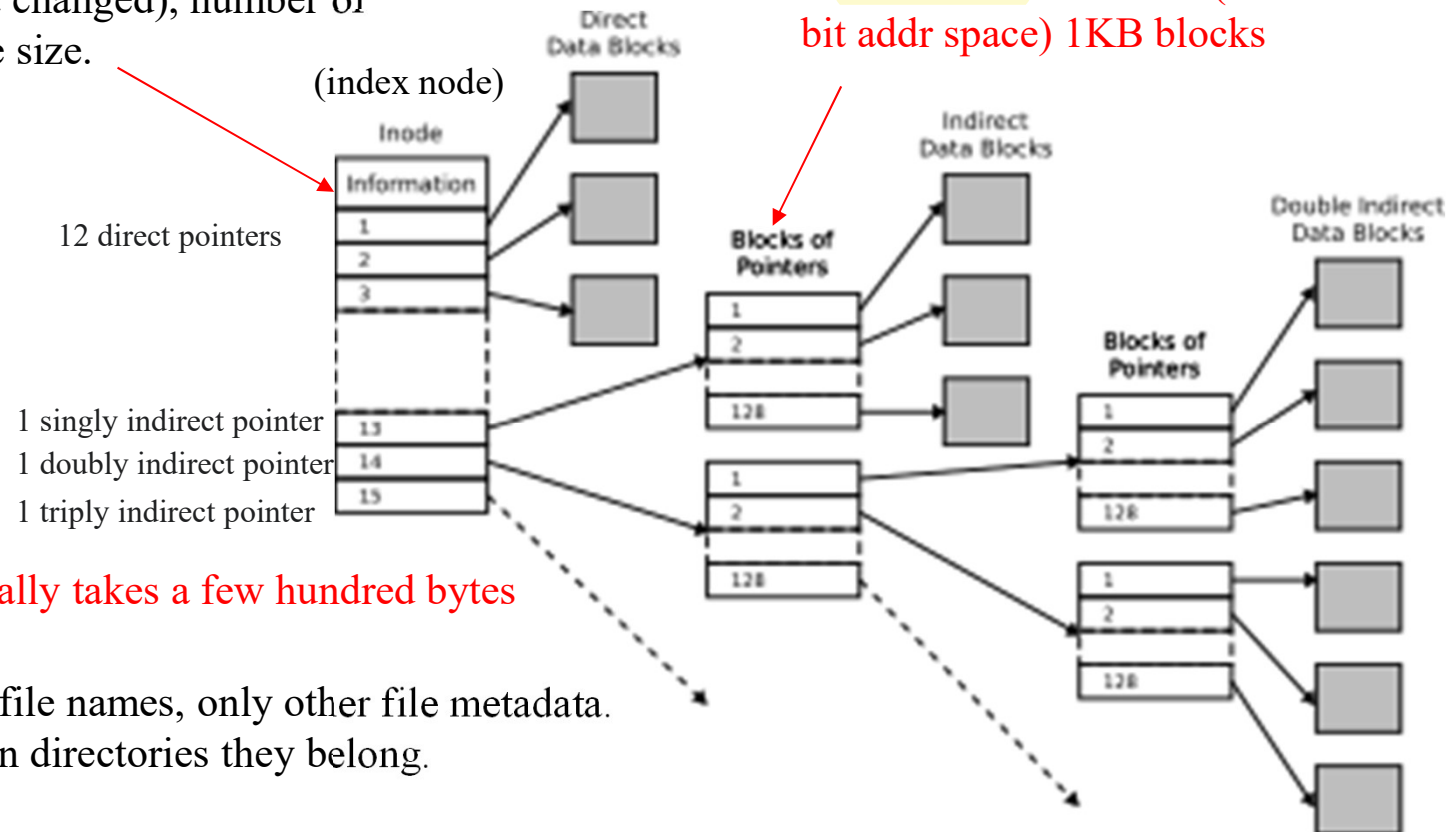 changed), number of
e size.
(index node)
bit addr space) 1KB blocks
Direct
Data Blocks
Inode
Information
1
2
3
13
14
15
12 direct pointers
1 singly indirect pointer
1 doubly indirect pointer
1 triply indirect pointer
Blocks of
Pointers
1
2
128
1
2
128
Indirect
Data Blocks
Blocks of
Pointers
1
2
128
1
2
128
Double Indirect
Data Blocks
ally takes a few hundred bytes
file names, only other file metadata.
n directories they belong.